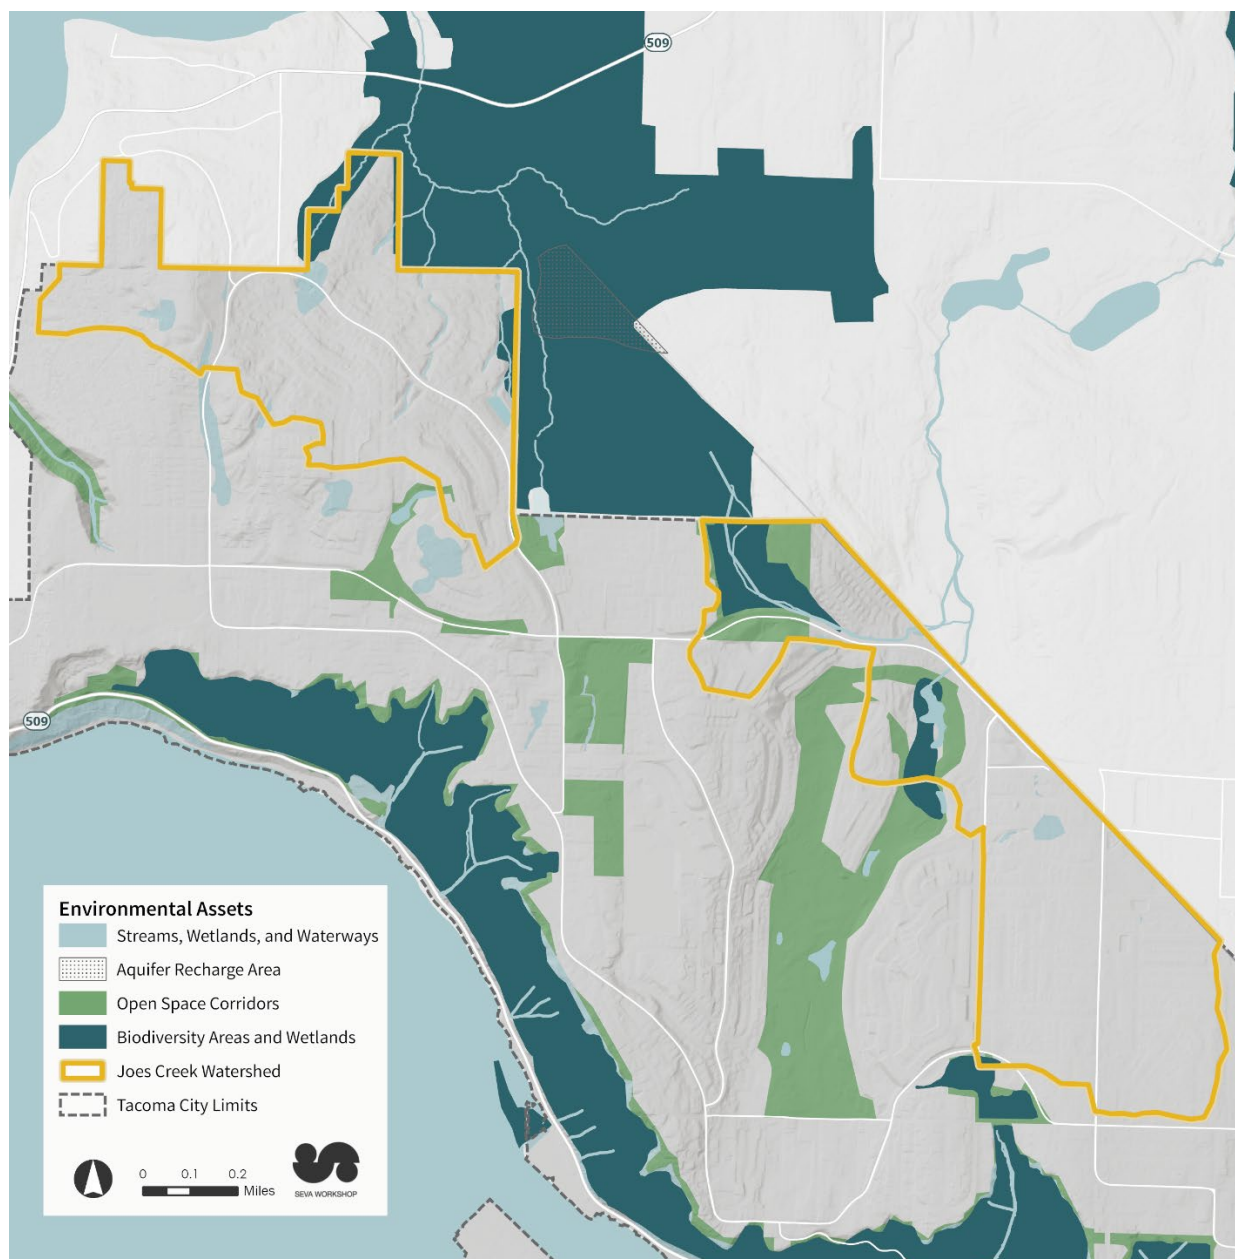 509
509
Environmental Assets
Streams, Wetlands, and Waterways
Aquifer Recharge Area
Open Space Corridors
Biodiversity Areas and Wetlands
Joes Creek Watershed
Tacoma City Limits
0 0.1 0.2
Miles
SEVA WORKSHOP